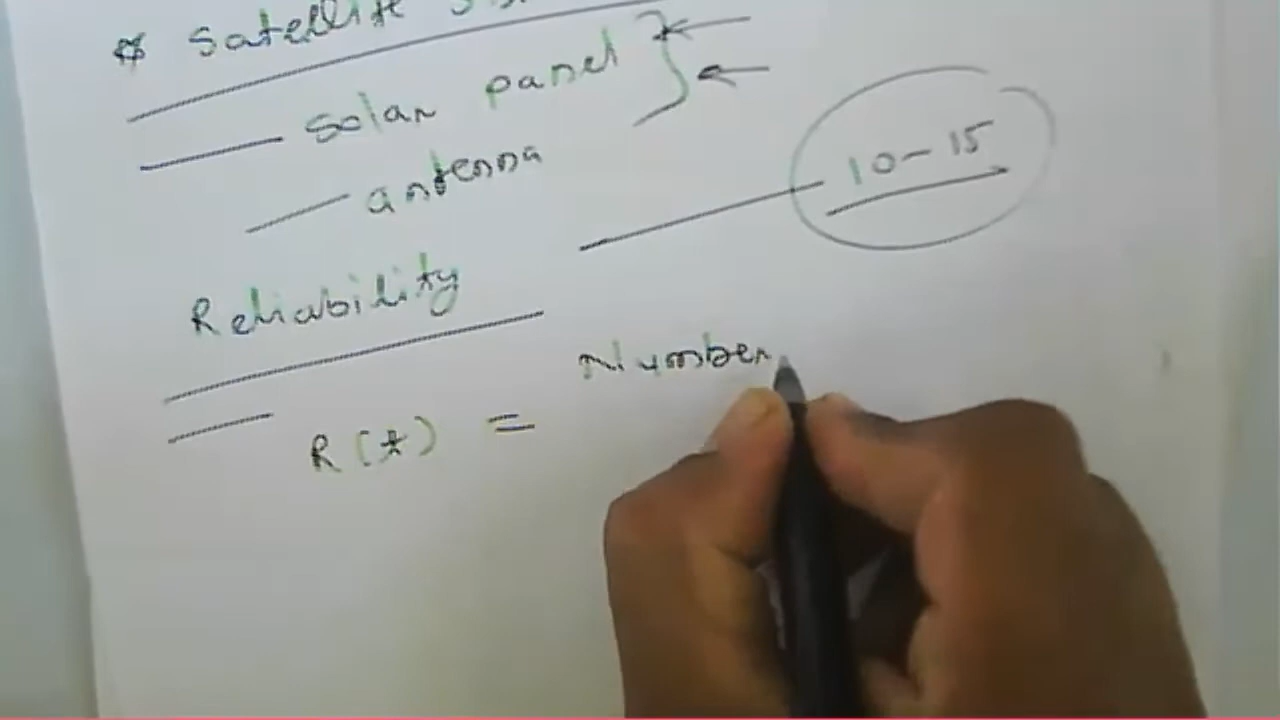 * Satellite
Solar panel
antenna
10-15
Reliability
Number
R(t) =